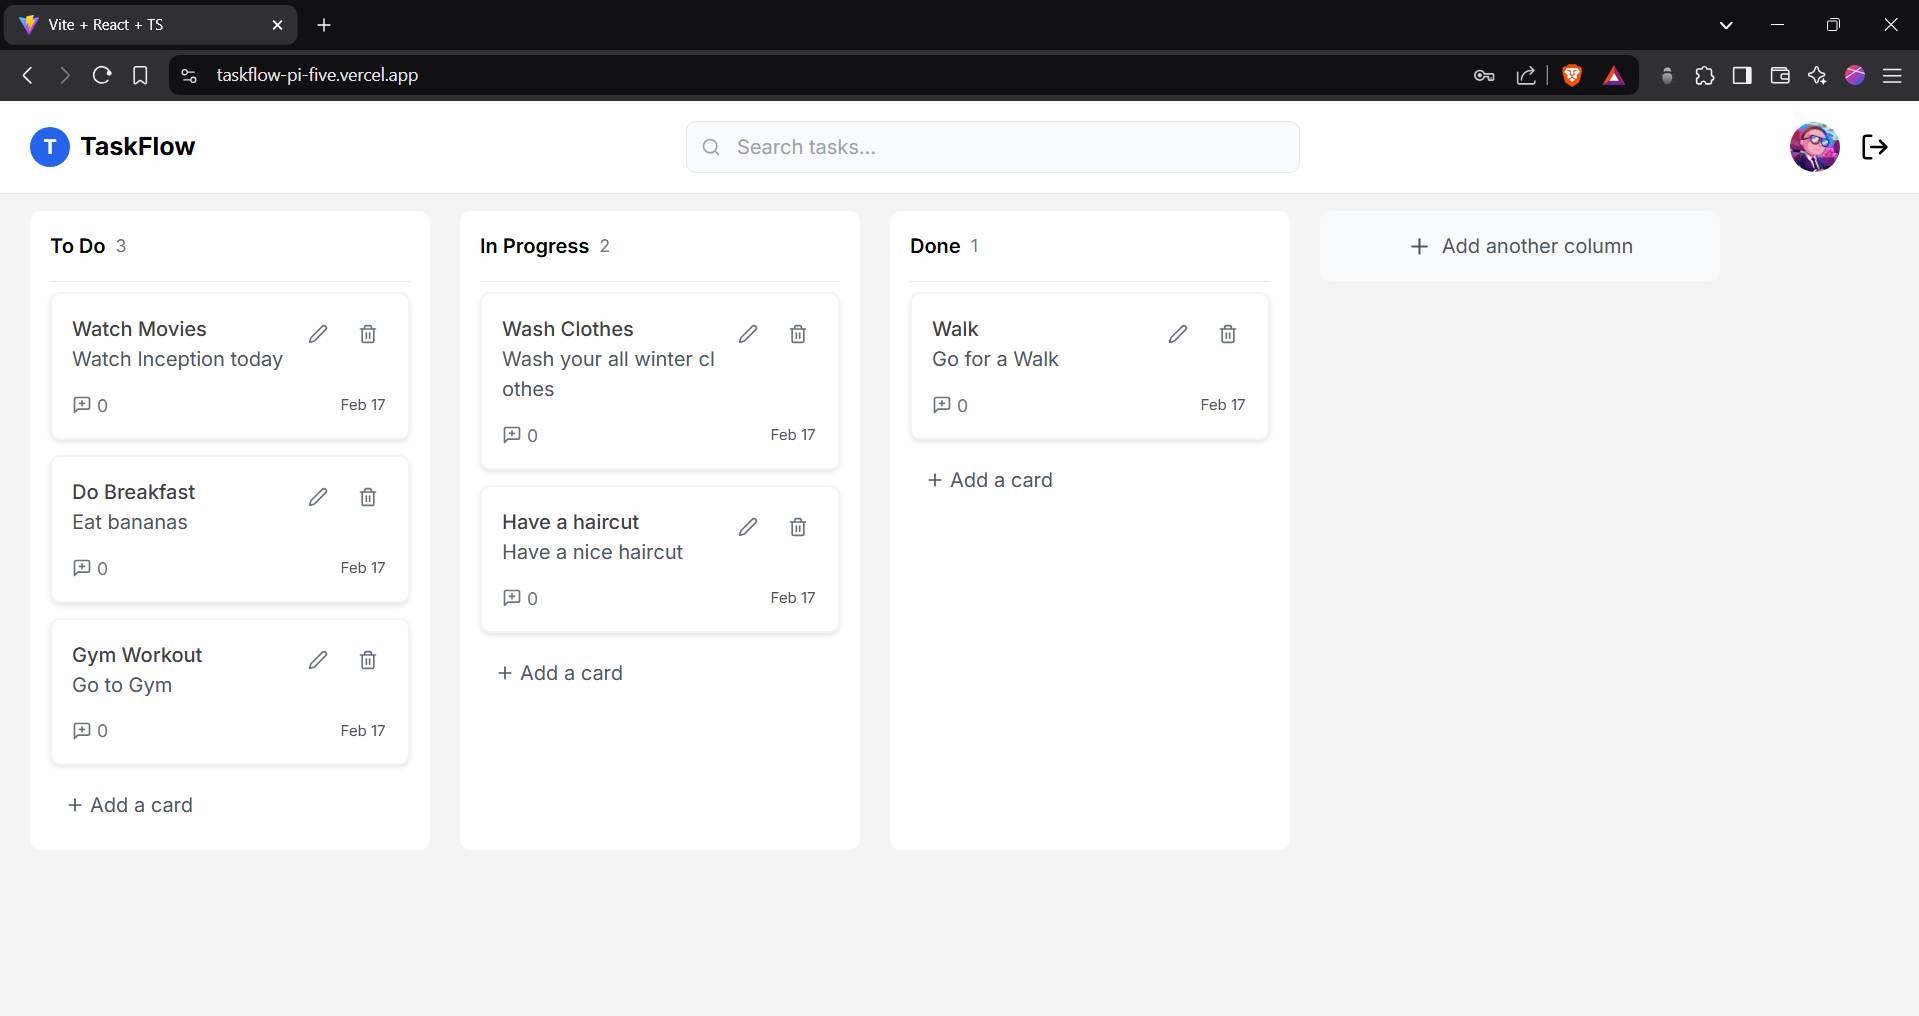 Vite + React + TS
taskflow-pi-five.vercel.app
T TaskFlow
Search tasks...
To Do 3
Watch Movies
Watch Inception today
0 Feb 17
Do Breakfast
Eat bananas
0 Feb 17
Gym Workout
Go to Gym
0 Feb 17
+ Add a card
In Progress 2
Wash Clothes
Wash your all winter cl
othes
0 Feb 17
Have a haircut
Have a nice haircut
0 Feb 17
+ Add a card
Done 1
Walk
Go for a Walk
0 Feb 17
+ Add a card
+ Add another column